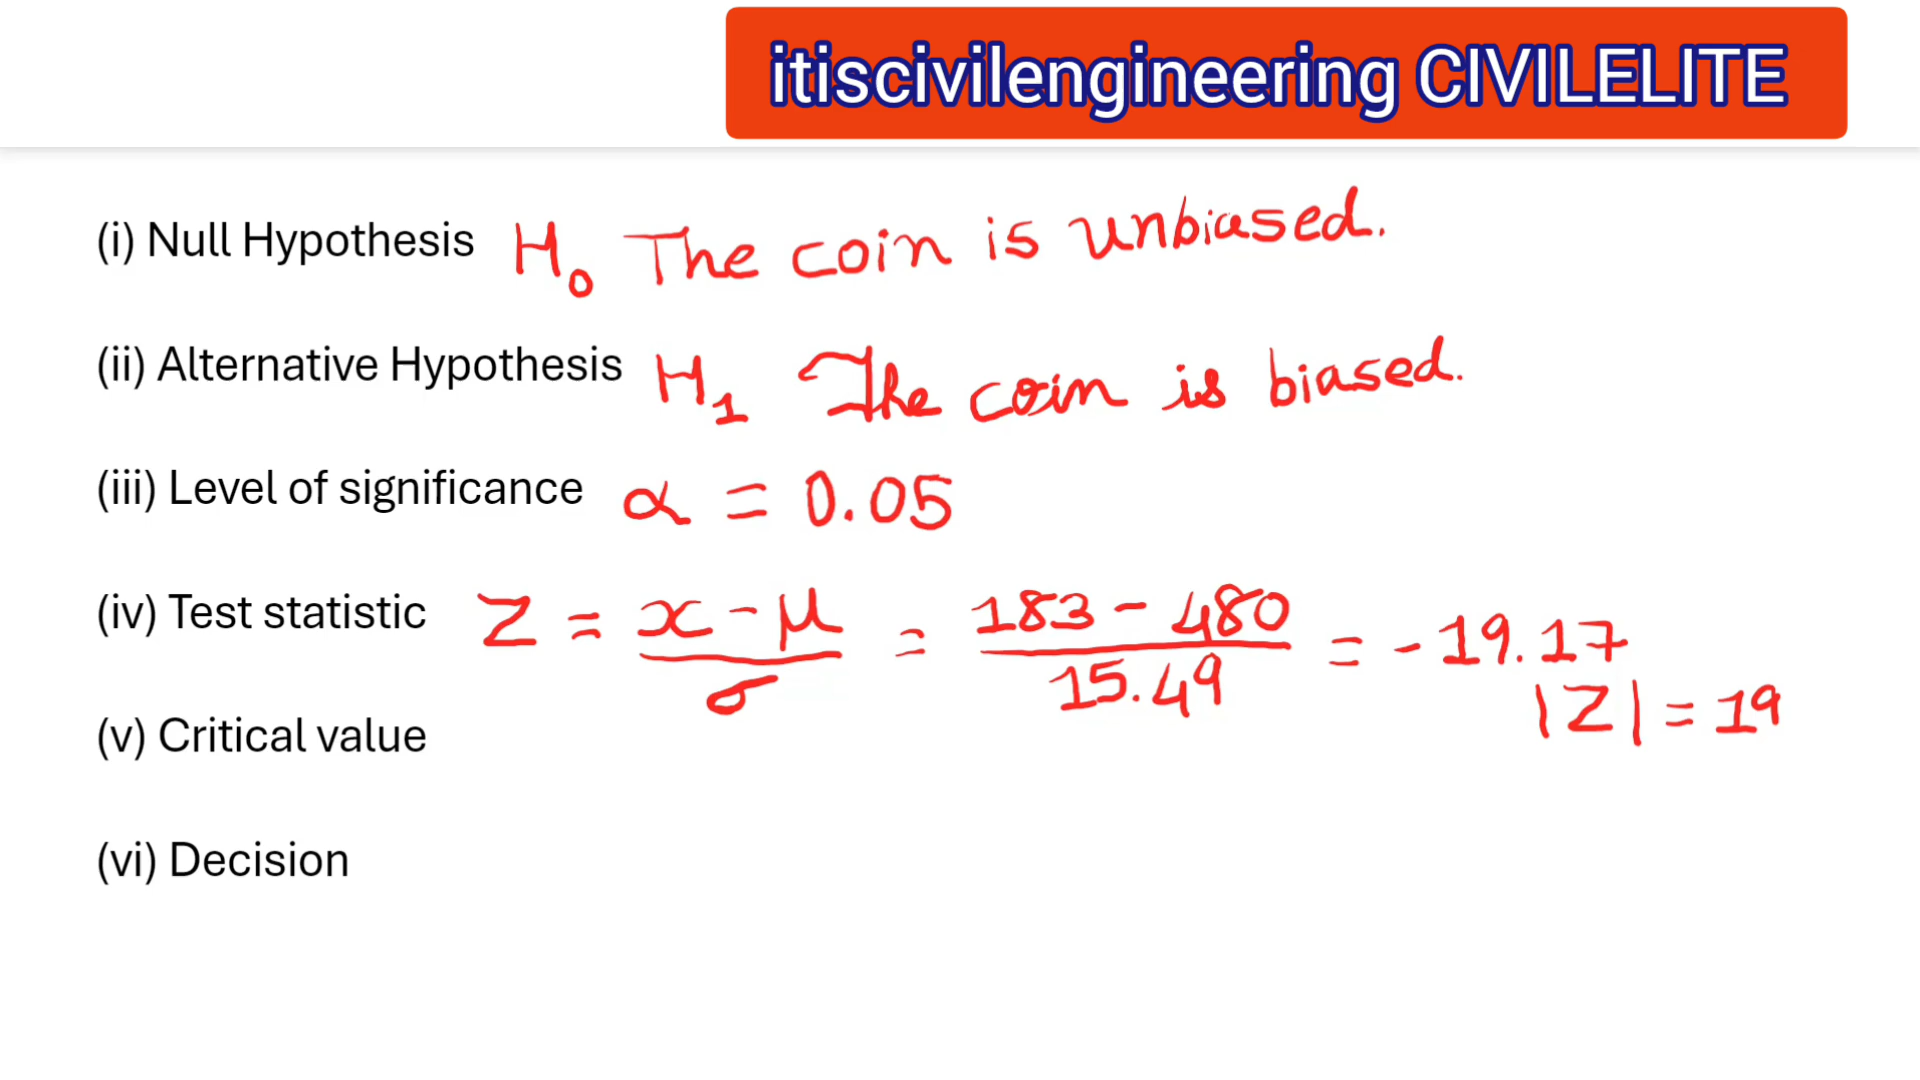 itiscivilengineering CIVILELITE
(i) Null Hypothesis H₀ The coin is unbiased.
(ii) Alternative Hypothesis H₁ The coin is biased.
(iii) Level of significance α = 0.05
(iv) Test statistic Z = (x - μ)/σ = (183 - 480)/15.49 = -19.17
|Z| = 19
(v) Critical value
(vi) Decision